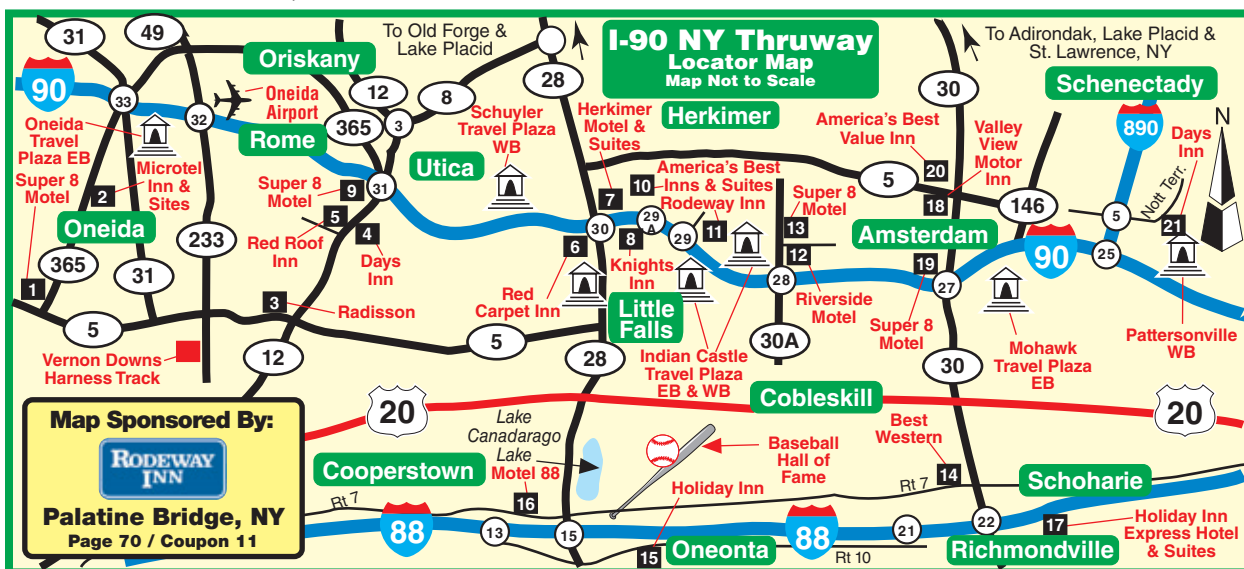 31
49
To Old Forge &
Lake Placid
I-90 NY Thruway
Locator Map
Map Not to Scale
To Adirondak, Lake Placid &
St. Lawrence, NY
Oriskany
28
30
Schenectady
90
12
8
Herkimer
Motel &
Suites
Herkimer
N
33
32
Oneida
Airport
365
3
Schuyler
Travel Plaza
WB
America's Best
Value Inn
20
Valley
View
Motor
Inn
890
Days
Inn
Oneida
Travel
Plaza EB
Rome
Utica
Nott Terr.
Super 8
Motel
2
Microtel
Inn &
Sites
Super 8
Motel
9
31
7
10
America's Best
Inns & Suites
Rodeway Inn
5
18
146
5
21
Oneida
5
4
30
29
A
29
11
Super 8
Motel
13
Amsterdam
90
25
233
Red Roof
Inn
Days
Inn
6
8
Knights
Inn
12
19
365
31
28
27
1
3
Radisson
Red
Carpet Inn
Little
Falls
Riverside
Motel
5
5
30A
Super 8
Motel
Pattersonville
WB
Vernon Downs
Harness Track
12
28
Indian Castle
Travel Plaza
EB & WB
30
Mohawk
Travel Plaza
EB
20
Cobleskill
20
Map Sponsored By:
Rodeway
Inn
Palatine Bridge, NY
Page 70 / Coupon 11
Lake
Canadarago
Lake
Motel 88
Baseball
Hall of
Fame
Best
Western
Cooperstown
Holiday Inn
14
Schoharie
16
Rt 7
Rt 7
88
13
15
88
21
22
17
Holiday Inn
Express Hotel
& Suites
15
Oneonta
Rt 10
Richmondville